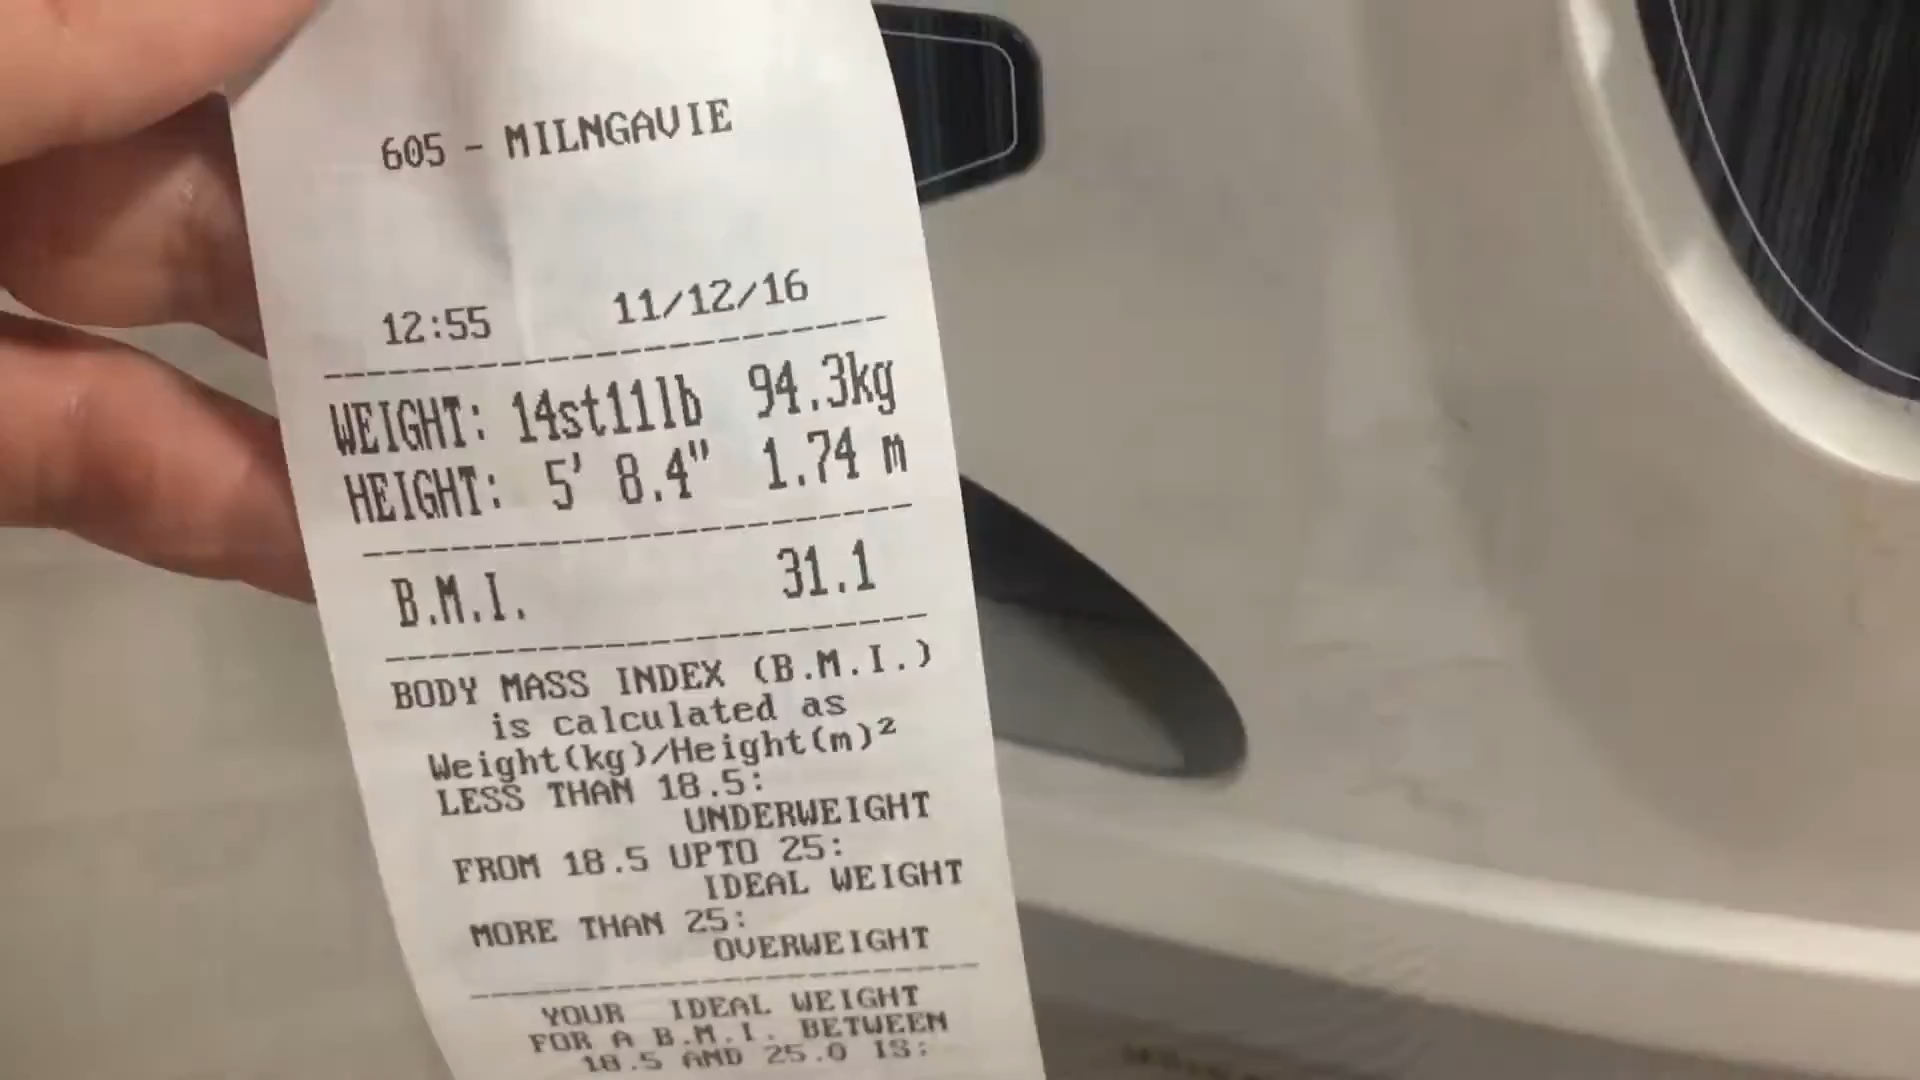 605 - MILNGAVIE
12:55 11/12/16
WEIGHT: 14st11lb 94.3kg
HEIGHT: 5' 8.4" 1.74 m
B.M.I. 31.1
BODY MASS INDEX (B.M.I.)
is calculated as
Weight(kg)/Height(m)²
LESS THAN 18.5:
UNDERWEIGHT
FROM 18.5 UPTO 25:
IDEAL WEIGHT
MORE THAN 25:
OVERWEIGHT
YOUR IDEAL WEIGHT
FOR A B.M.I. BETWEEN
18.5 AND 25.0 IS: